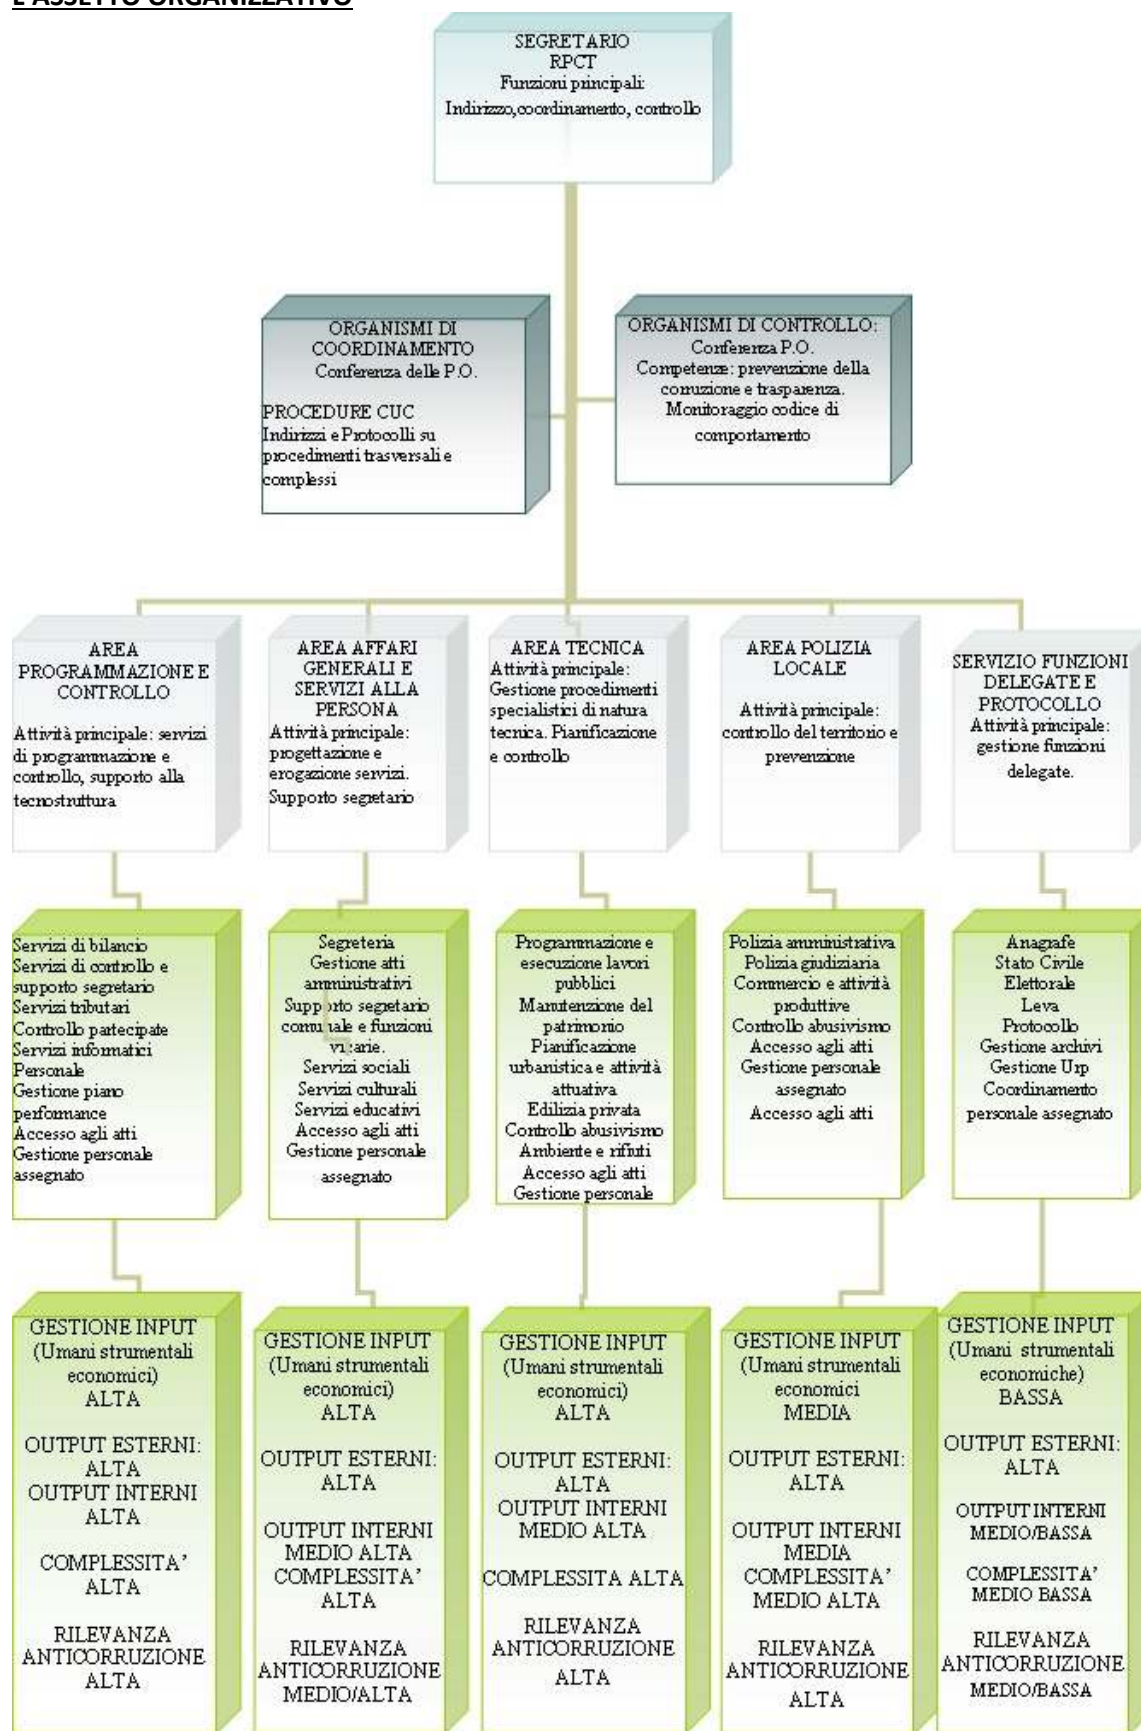 L'ASSETTO ORGANIZZATIVO
SEGRETARIO
RPCT
Funzioni principali:
Indirizzo,coordinamento, controllo
ORGANISMI DI
COORDINAMENTO
Conferenza delle P.O.
PROCEDURE CUC
Indirizzi e Protocolli su
procedimenti trasversali e
complessi
ORGANISMI DI CONTROLLO:
Conferenza P.O.
Competenze: prevenzione della
corruzione e trasparenza.
Monitoraggio codice di
comportamento
AREA
PROGRAMMAZIONE E
CONTROLLO
Attività principale: servizi
di programmazione e
controllo, supporto alla
tecnostruttura
AREA AFFARI
GENERALI E
SERVIZI ALLA
PERSONA
Attività principale:
progettazione e
erogazione servizi.
Supporto segretario
AREA TECNICA
Attività principale:
Gestione procedimenti
specialistici di natura
tecnica. Pianificazione
e controllo
AREA POLIZIA
LOCALE
Attività principale:
controllo del territorio e
prevenzione
SERVIZIO FUNZIONI
DELEGATE E
PROTOCOLLO
Attività principale:
gestione funzioni
delegate.
Servizi di bilancio
Servizi di controllo e
supporto segretario
Servizi tributari
Controllo partecipate
Servizi informatici
Personale
Gestione piano
performance
Accesso agli atti
Gestione personale
assegnato
Segreteria
Gestione atti
amministrativi
Supporto segretario
comunale e funzioni
vicarie.
Servizi sociali
Servizi culturali
Servizi educativi
Accesso agli atti
Gestione personale
assegnato
Programmazione e
esecuzione lavori
pubblici
Manutenzione del
patrimonio
Pianificazione
urbanistica e attività
attuativa
Edilizia privata
Controllo abusivismo
Ambiente e rifiuti
Accesso agli atti
Gestione personale
Polizia amministrativa
Polizia giudiziaria
Commercio e attività
produttive
Controllo abusivismo
Accesso agli atti
Gestione personale
assegnato
Accesso agli atti
Anagrafe
Stato Civile
Elettorale
Leva
Protocollo
Gestione archivi
Gestione Urp
Coordinamento
personale assegnato
GESTIONE INPUT
(Umani strumentali
economici)
ALTA
OUTPUT ESTERNI:
ALTA
OUTPUT INTERNI
ALTA
COMPLESSITA'
ALTA
RILEVANZA
ANTICORRUZIONE
ALTA
GESTIONE INPUT
(Umani strumentali
economici)
ALTA
OUTPUT ESTERNI:
ALTA
OUTPUT INTERNI
MEDIO ALTA
COMPLESSITA'
ALTA
RILEVANZA
ANTICORRUZIONE
MEDIO/ALTA
GESTIONE INPUT
(Umani strumentali
economici)
ALTA
OUTPUT ESTERNI:
ALTA
OUTPUT INTERNI
MEDIO ALTA
COMPLESSITA ALTA
RILEVANZA
ANTICORRUZIONE
ALTA
GESTIONE INPUT
(Umani strumentali
economici
MEDIA
OUTPUT ESTERNI:
ALTA
OUTPUT INTERNI
MEDIA
COMPLESSITA'
MEDIO ALTA
RILEVANZA
ANTICORRUZIONE
ALTA
GESTIONE INPUT
(Umani strumentali
economiche)
BASSA
OUTPUT ESTERNI:
ALTA
OUTPUT INTERNI
MEDIO/BASSA
COMPLESSITA'
MEDIO BASSA
RILEVANZA
ANTICORRUZIONE
MEDIO/BASSA